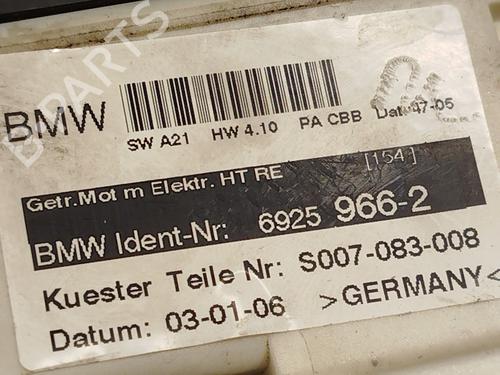 BMW
SW A21 HW 4.10 PA CBB Dat 47-05
Getr.Mot m Elektr. HT RE [154]
BMW Ident-Nr: 6925 966-2
Kuester Teile Nr: S007-083-008
Datum: 03-01-06 >GERMANY<